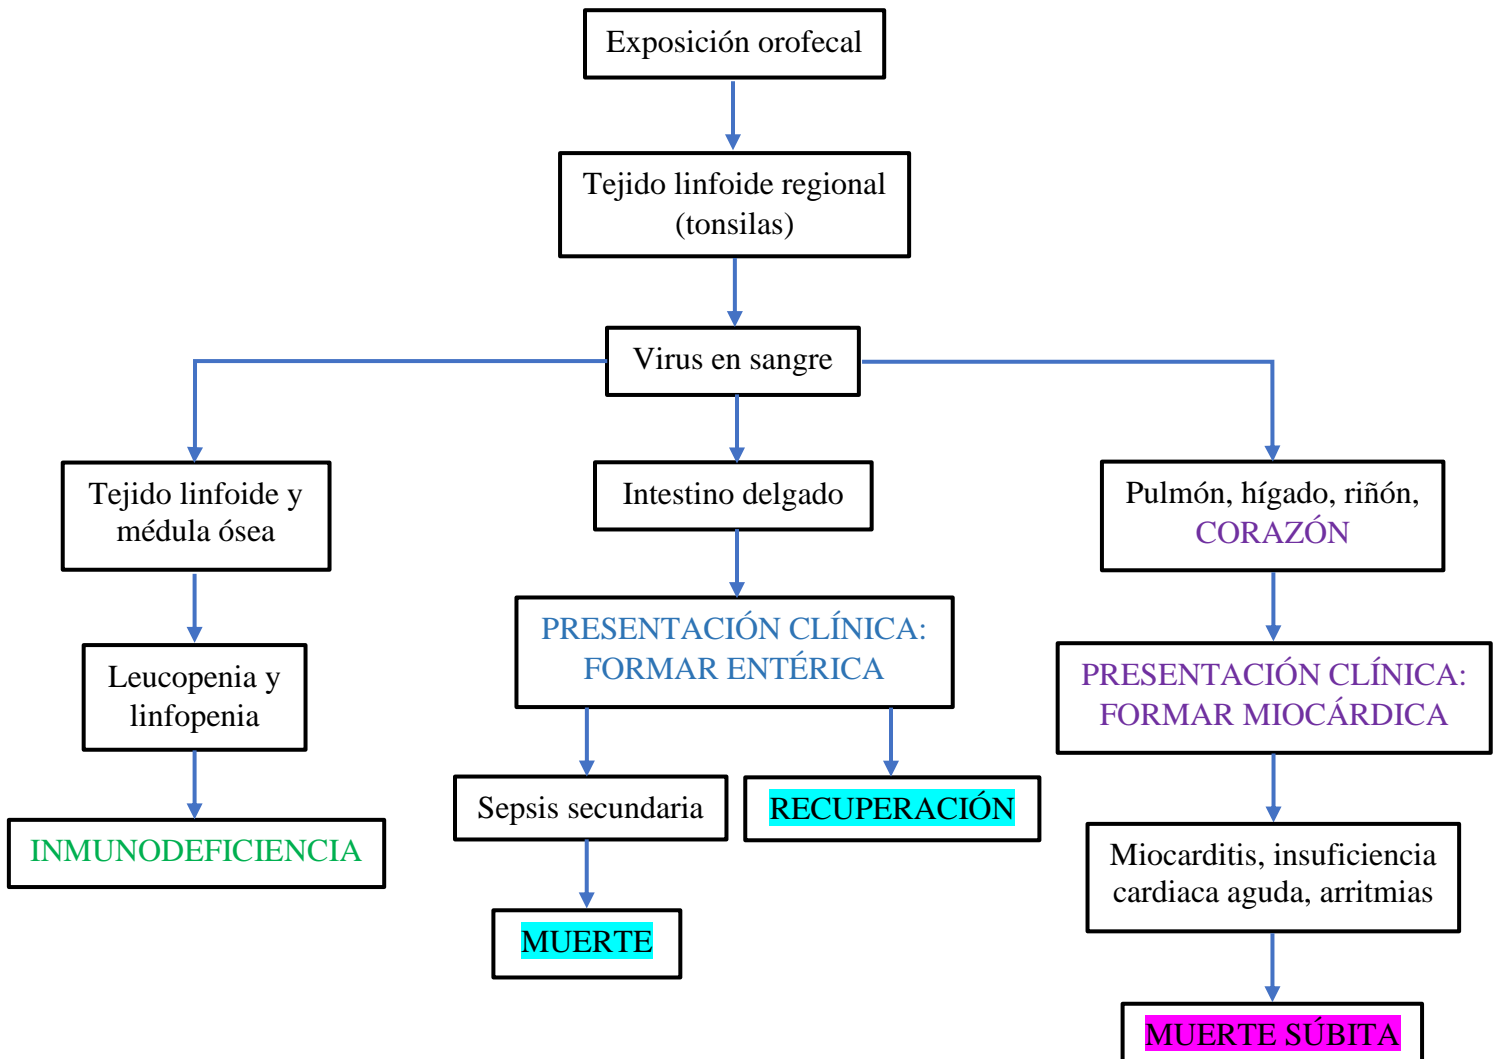 Exposición orofecal
Tejido linfoide regional
(tonsilas)
Virus en sangre
Tejido linfoide y
médula ósea
Intestino delgado
Pulmón, hígado, riñón,
CORAZÓN
Leucopenia y
linfopenia
PRESENTACIÓN CLÍNICA:
FORMAR ENTÉRICA
PRESENTACIÓN CLÍNICA:
FORMAR MIOCÁRDICA
INMUNODEFICIENCIA
Sepsis secundaria
RECUPERACIÓN
Miocarditis, insuficiencia
cardiaca aguda, arritmias
MUERTE
MUERTE SÚBITA